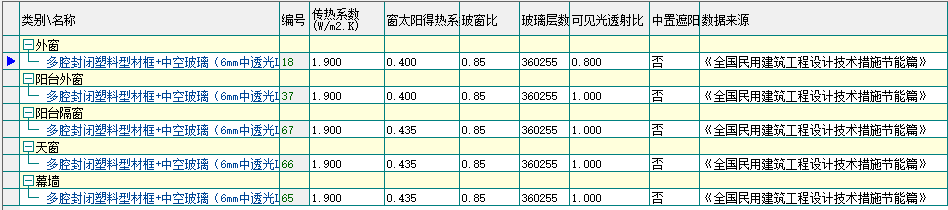 类别\名称 编号 传热系数(W/m2.K) 窗太阳得热系 玻窗比 玻璃层数 可见光透射比 中置遮阳 数据来源
外窗
多腔封闭塑料型材框+中空玻璃（6mm中透光L 18 1.900 0.400 0.85 360255 0.800 否 《全国民用建筑工程设计技术措施节能篇》
阳台外窗
多腔封闭塑料型材框+中空玻璃（6mm中透光L 37 1.900 0.400 0.85 360255 1.000 否 《全国民用建筑工程设计技术措施节能篇》
阳台隔窗
多腔封闭塑料型材框+中空玻璃（6mm中透光L 67 1.900 0.435 0.85 360255 1.000 否 《全国民用建筑工程设计技术措施节能篇》
天窗
多腔封闭塑料型材框+中空玻璃（6mm中透光L 66 1.900 0.435 0.85 360255 1.000 否 《全国民用建筑工程设计技术措施节能篇》
幕墙
多腔封闭塑料型材框+中空玻璃（6mm中透光L 65 1.900 0.435 0.85 360255 1.000 否 《全国民用建筑工程设计技术措施节能篇》